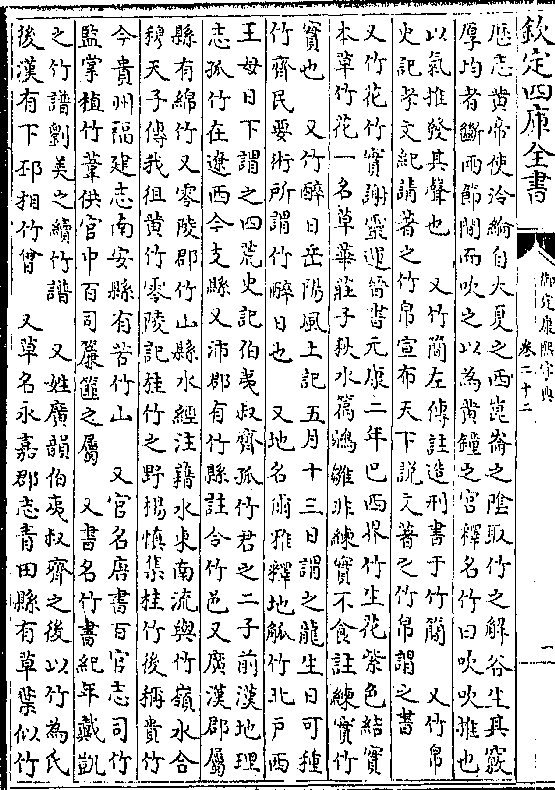 欽定四庫全書
御定康熙字典
卷二十二
一
歴志黄帝使泠綸自大夏之西崑崙之陰取竹之解谷生其竅
厚均者斷兩節間而吹之以為黄鐘之宫釋名竹曰吹吹推也
以氣推發其聲也 又竹簡左傳註造刑書于竹簡 又竹帛
史記孝文紀請著之竹帛宣布天下説文著之竹帛謂之書
又竹花竹實謝靈運晉書元康二年巴西界竹生花紫色結實
本草竹花一名草華莊子秋水篇鵷雛非練實不食註練實竹
實也 又竹醉日岳陽風土記五月十三日謂之龍生日可種
竹齊民要術所謂竹醉日也 又地名爾雅釋地觚竹北戸西
王母日下謂之四荒史記伯夷叔齊孤竹君之二子前漢地理
志孤竹在遼西今支縣又沛郡有竹縣註今竹邑又廣漢郡屬
縣有綿竹又零陵郡竹山縣水經注藉水東南流與竹嶺水合
穆天子傳我徂黄竹零陵記桂竹之野楊慎集桂竹後稱貴竹
今貴州福建志南安縣有苦竹山 又官名唐書百官志司竹
監掌植竹葦供官中百司簾篚之屬 又書名竹書紀年戴凱
之竹譜劉美之續竹譜 又姓廣韻伯夷叔齊之後以竹為氏
後漢有下邳相竹曾 又草名永嘉郡志青田縣有草葉似竹